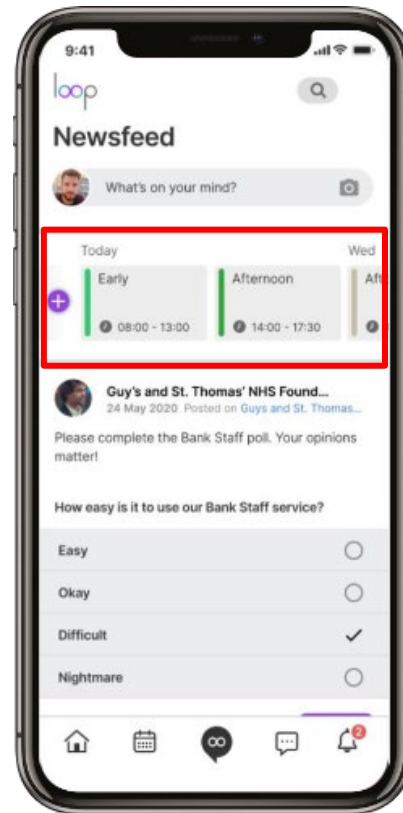 9:41
loop
Newsfeed
What's on your mind?
Today Wed
Early Afternoon Aft
08:00 - 13:00 14:00 - 17:30
Guy's and St. Thomas' NHS Found...
24 May 2020 Posted on Guys and St. Thomas...
Please complete the Bank Staff poll. Your opinions
matter!
How easy is it to use our Bank Staff service?
Easy
Okay
Difficult
Nightmare
2